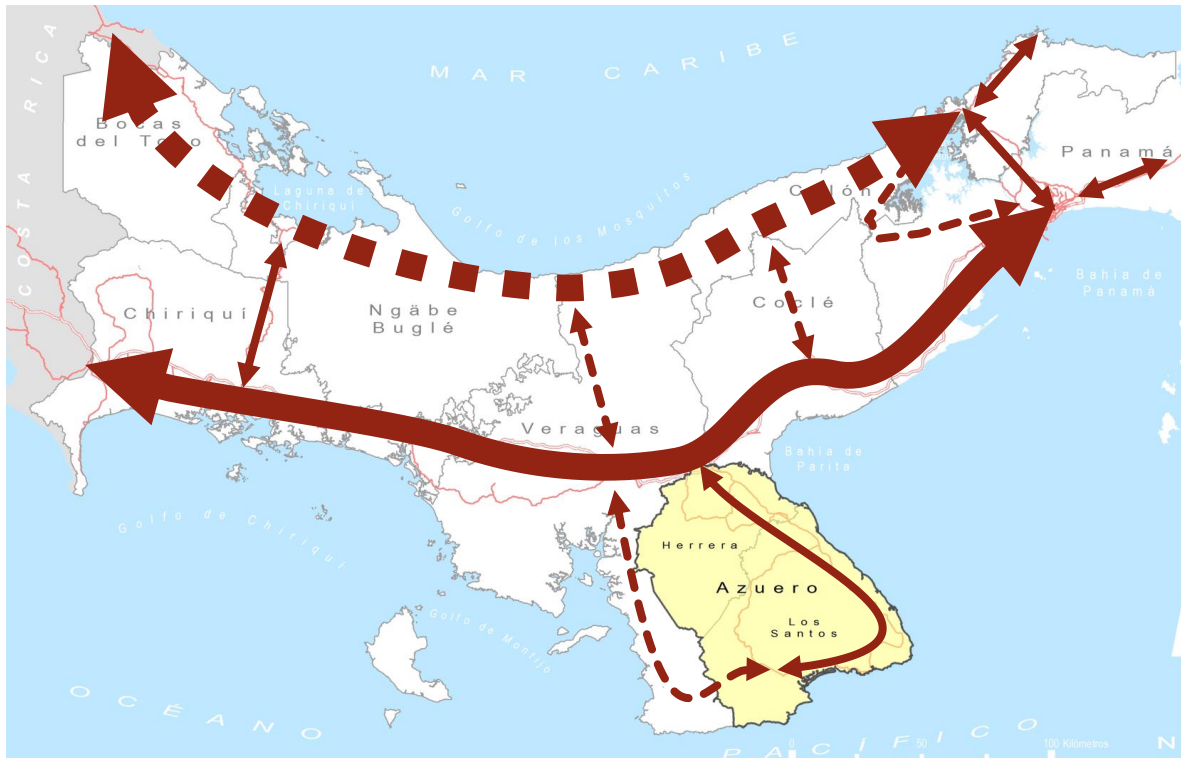 MAR CARIBE
COSTA RICA
Bocas
del Toro
Laguna de
Chiriquí
Golfo de los Mosquitos
Colón
Panamá
Bahía de
Panamá
Chiriquí
Ngäbe
Buglé
Coclé
Veraguas
Bahía de
Parita
Golfo de Chiriquí
Herrera
Azuero
Los
Santos
Golfo de Montijo
OCÉANO
PACÍFICO
0 50 100 Kilómetros
N